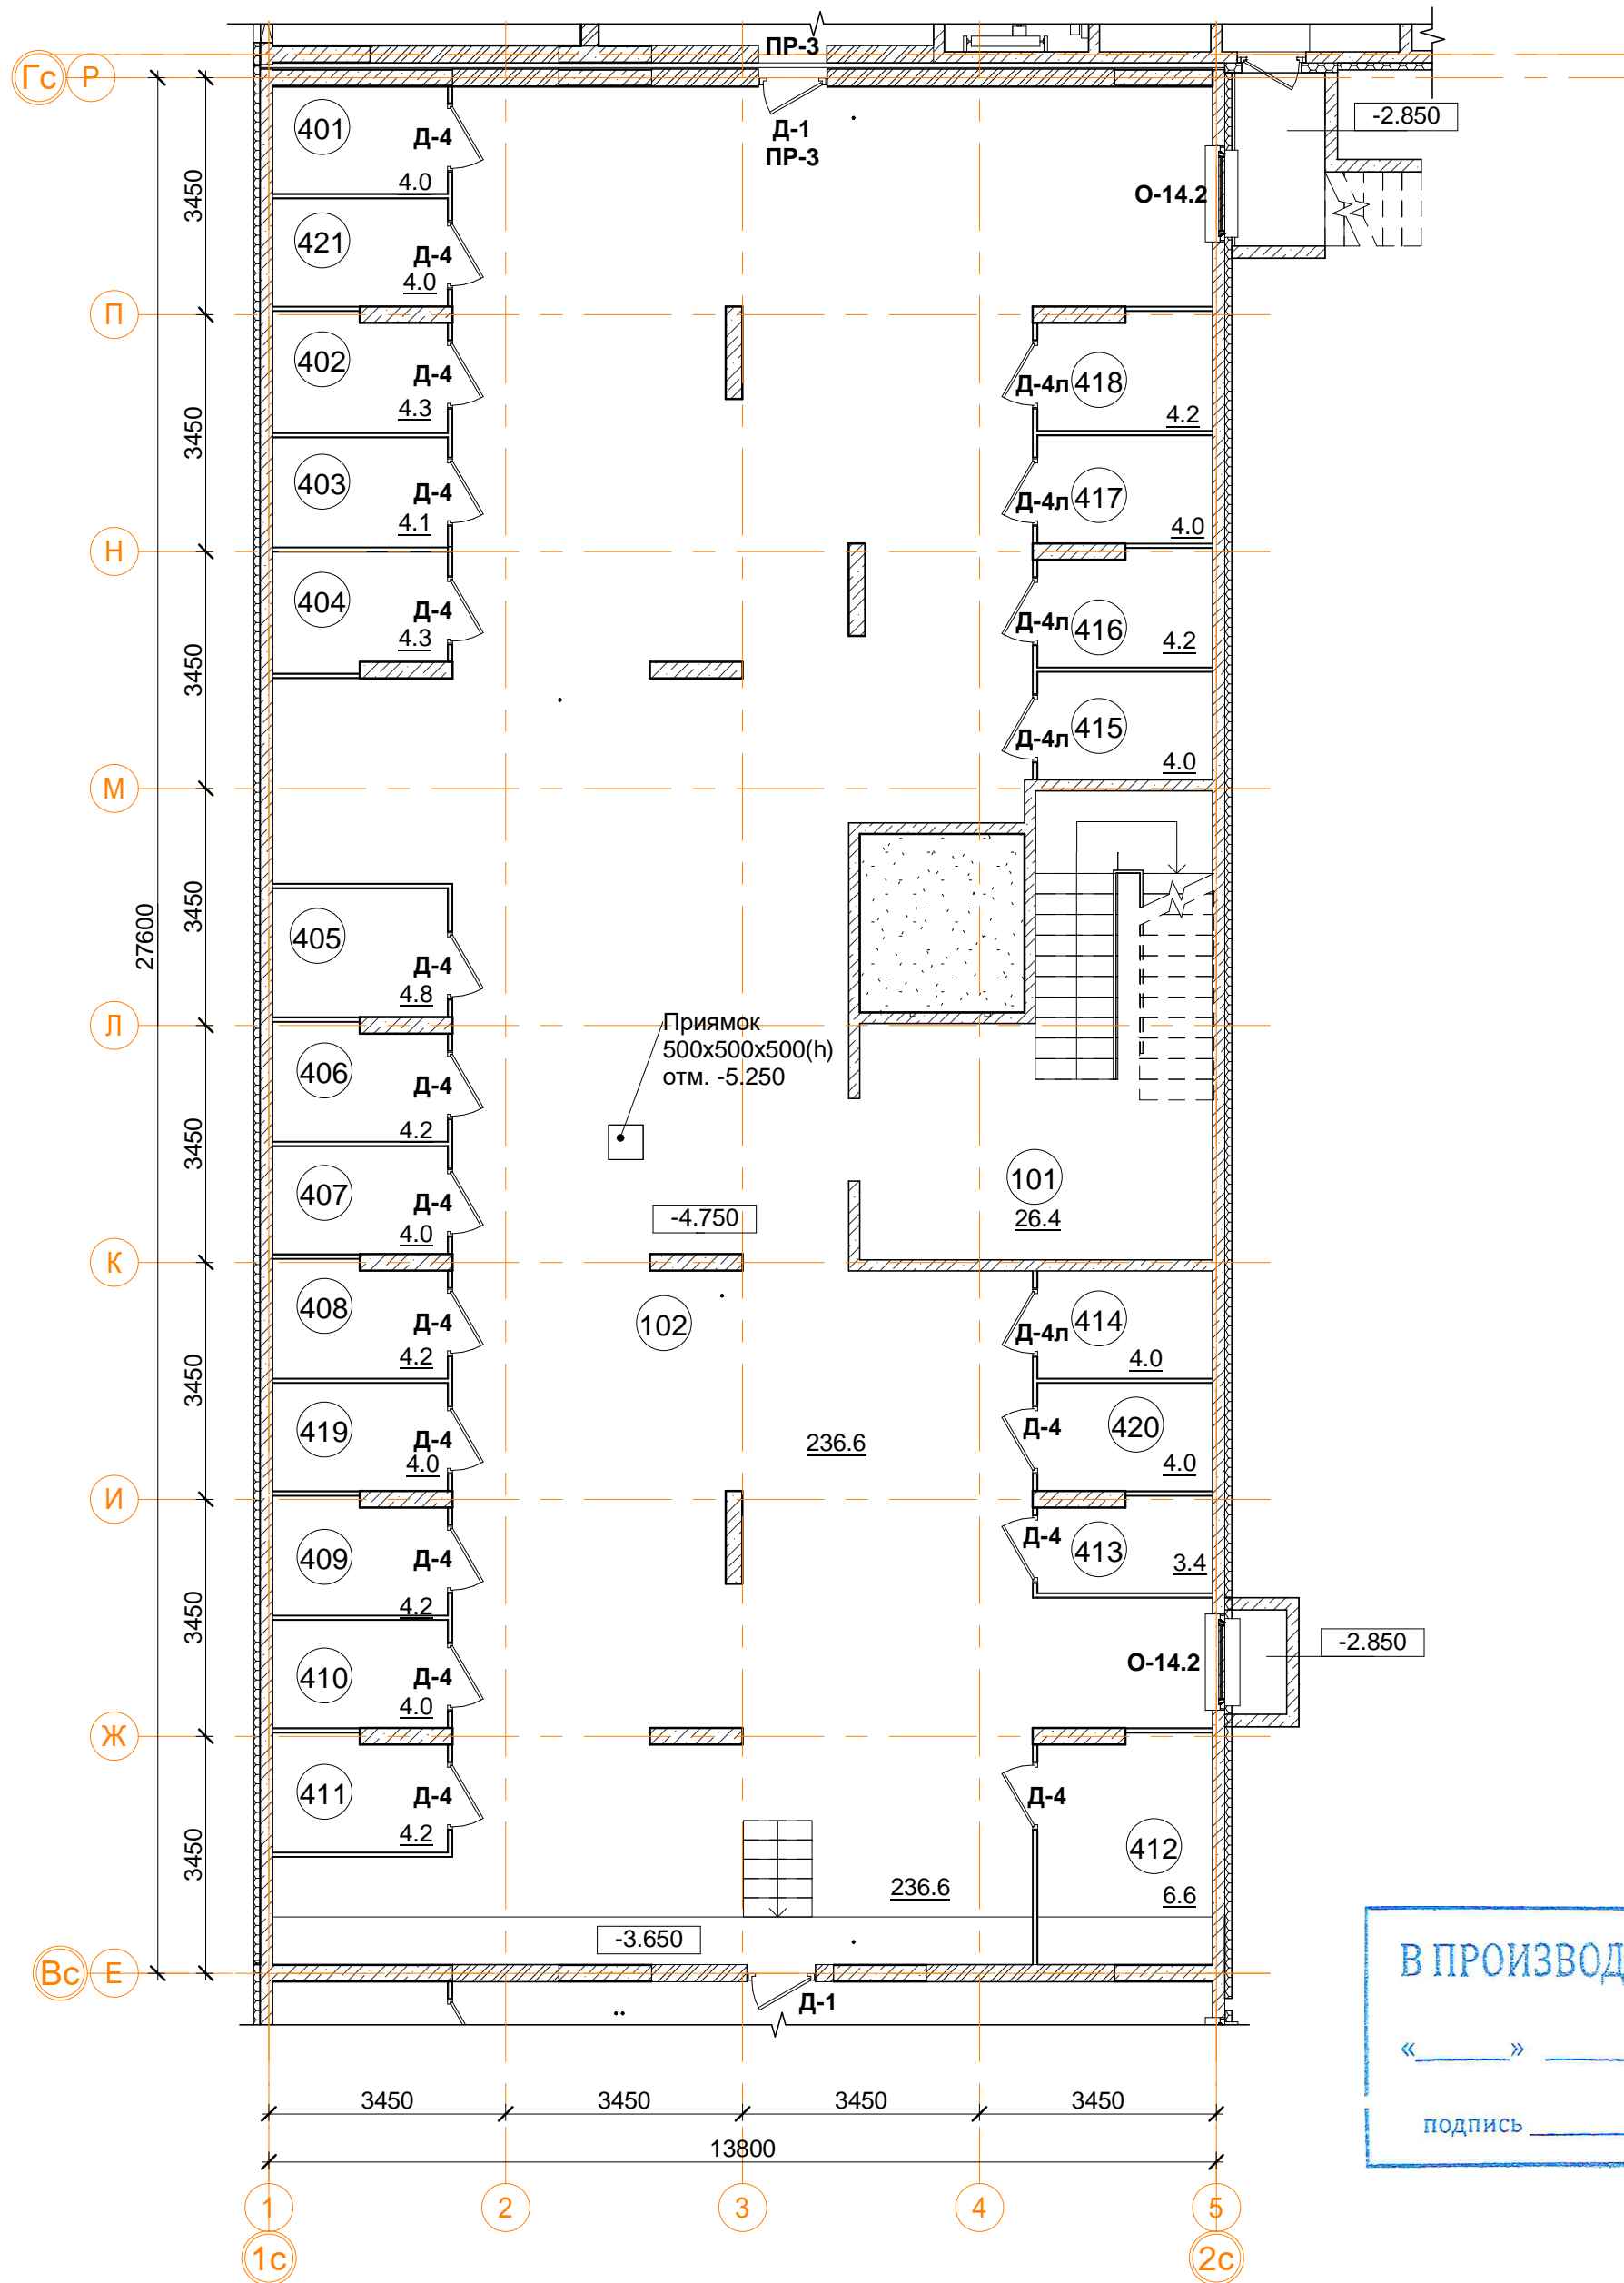 ПР-3
Гс
Р
-2.850
401
Д-4
Д-1
ПР-3
4.0
3450
О-14.2
421
Д-4
4.0
П
402
Д-4
4.3
418
Д-4л
4.2
3450
403
Д-4
4.1
417
Д-4л
4.0
Н
404
Д-4
4.3
416
Д-4л
4.2
3450
415
Д-4л
4.0
М
3450
27600
405
Д-4
4.8
Л
Приямок
500х500х500(h)
отм. -5.250
406
Д-4
4.2
3450
407
Д-4
4.0
101
26.4
-4.750
К
408
Д-4
4.2
102
414
Д-4л
4.0
3450
419
Д-4
4.0
236.6
420
Д-4
4.0
И
409
Д-4
4.2
413
Д-4
3.4
3450
410
Д-4
4.0
О-14.2
-2.850
Ж
411
Д-4
4.2
Д-4
412
6.6
3450
236.6
-3.650
Вс
Е
Д-1
В ПРОИЗВОД
«______» _____
подпись ______
3450
3450
3450
3450
13800
1
2
3
4
5
1с
2с